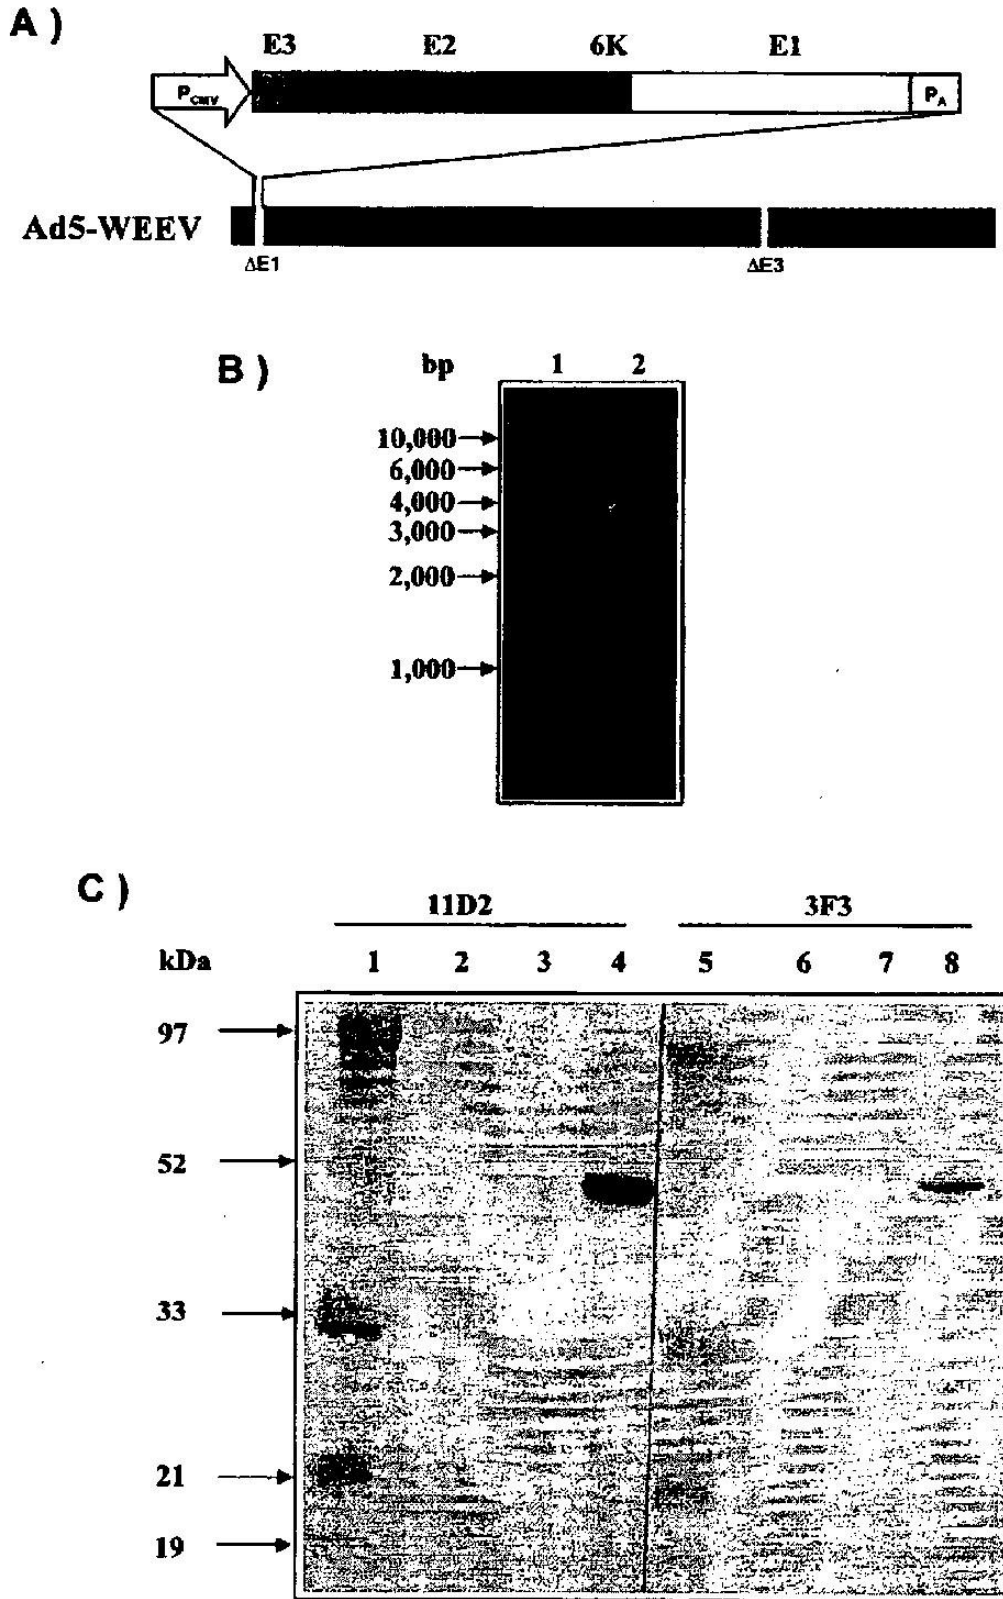 A )
E3 E2 6K E1
PCMV PA
Ad5-WEEV
ΔE1 ΔE3
B ) bp 1 2
10,000
6,000
4,000
3,000
2,000
1,000
C )
11D2 3F3
kDa 1 2 3 4 5 6 7 8
97
52
33
21
19